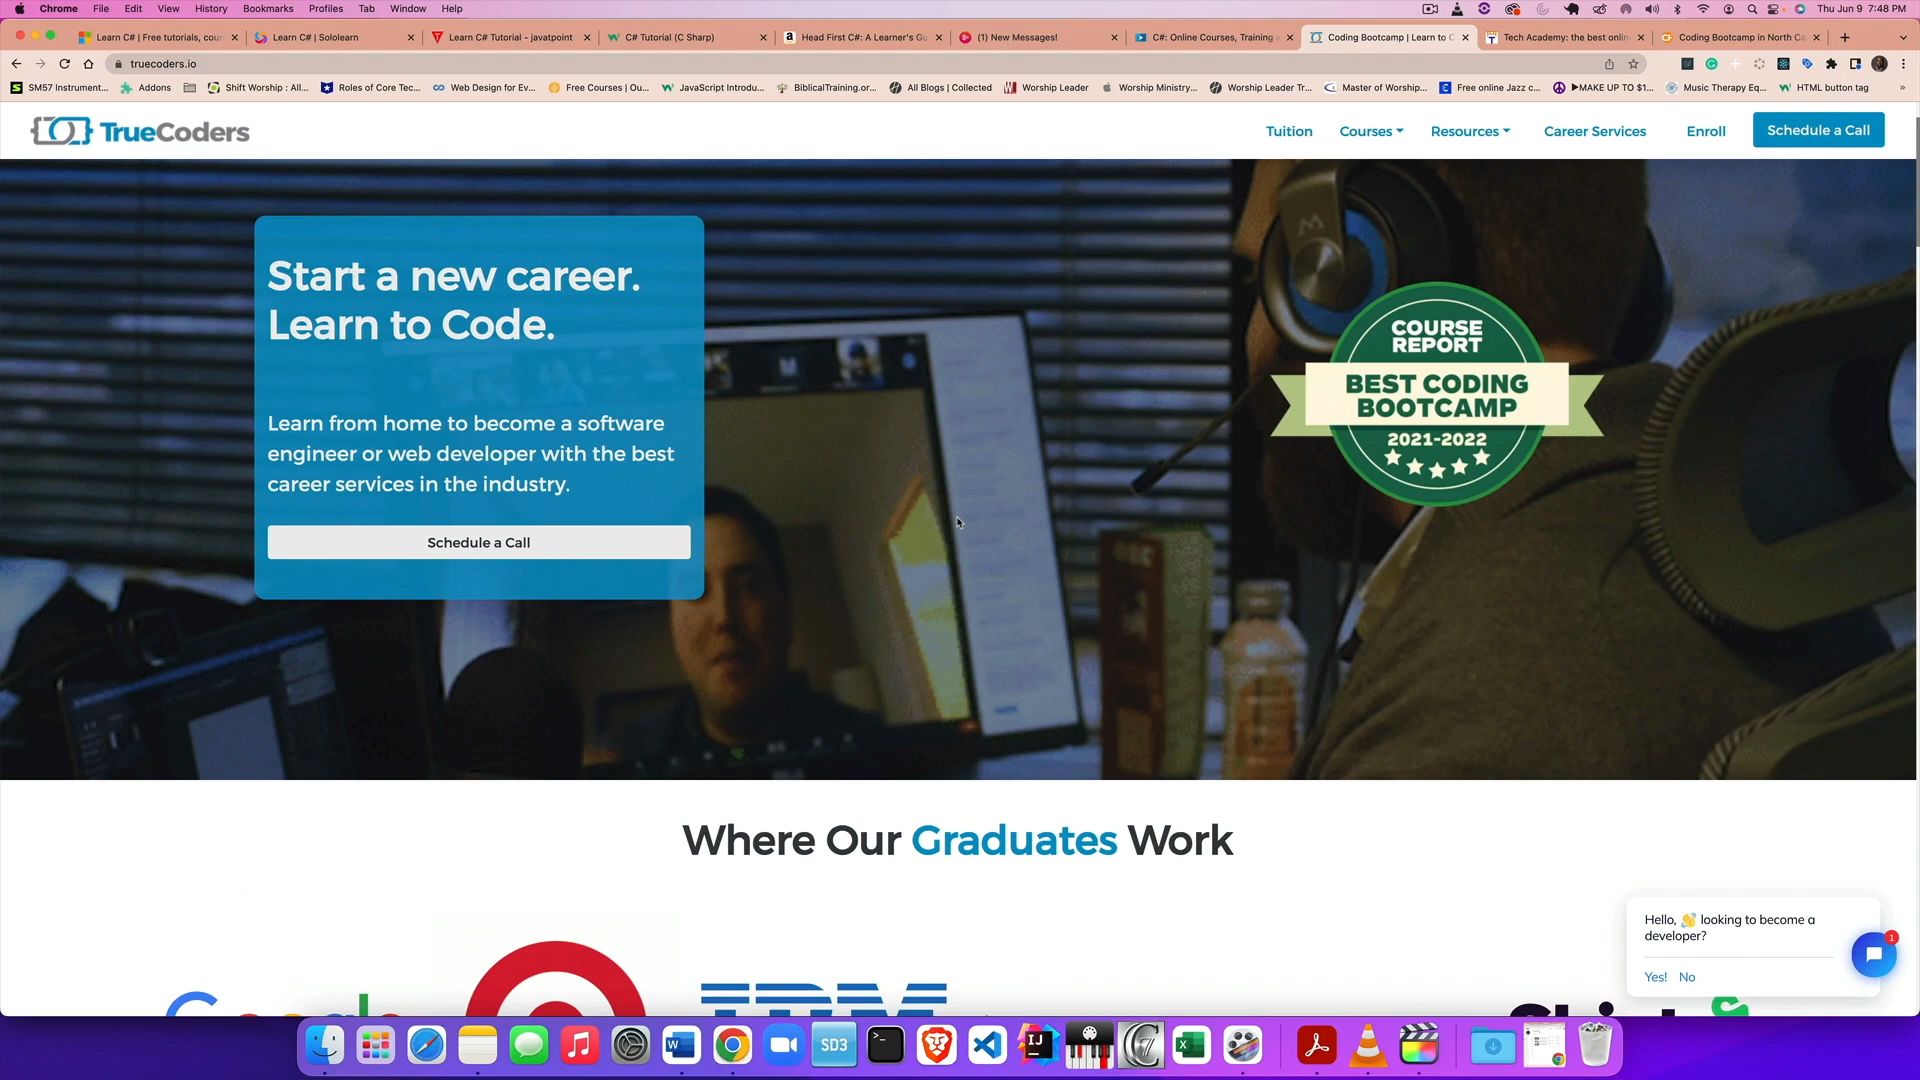 Chrome File Edit View History Bookmarks Profiles Tab Window Help
Thu Jun 9 7:48 PM
Learn C# | Free tutorials, cour
Learn C# | Sololearn
Learn C# Tutorial - javatpoint
C# Tutorial (C Sharp)
Head First C#: A Learner's Gu
(1) New Messages!
C#: Online Courses, Training a
Coding Bootcamp | Learn to C
Tech Academy: the best onlin
Coding Bootcamp in North Ca
truecoders.io
SM57 Instrument...
Addons
Shift Worship : All...
Roles of Core Tec...
Web Design for Ev...
Free Courses | Ou...
JavaScript Introdu...
BiblicalTraining.or...
All Blogs | Collected
Worship Leader
Worship Ministry...
Worship Leader Tr...
Master of Worship...
Free online Jazz c...
▶MAKE UP TO $1...
Music Therapy Eq...
HTML button tag
»
TrueCoders
Tuition
Courses
Resources
Career Services
Enroll
Schedule a Call
Start a new career.
Learn to Code.
Learn from home to become a software
engineer or web developer with the best
career services in the industry.
Schedule a Call
COURSE
REPORT
BEST CODING
BOOTCAMP
2021-2022
Where Our Graduates Work
Google
IBM
Hello, 👋 looking to become a
developer?
Yes! No
1
SD3
IJ